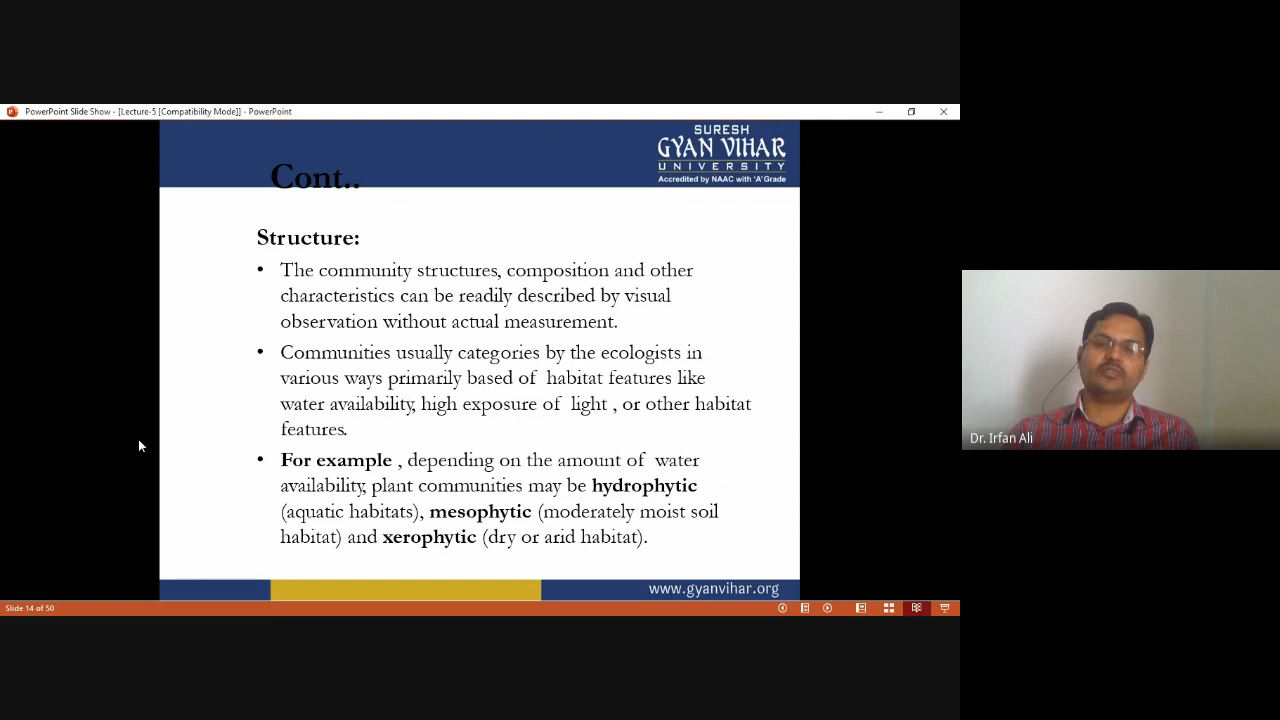 PowerPoint Slide Show - [Lecture-5 [Compatibility Mode]] - PowerPoint
SURESH
GYAN VIHAR
UNIVERSITY
Accredited by NAAC with 'A' Grade
Cont..
Structure:
• The community structures, composition and other
characteristics can be readily described by visual
observation without actual measurement.
• Communities usually categories by the ecologists in
various ways primarily based of habitat features like
water availability, high exposure of light , or other habitat
features.
• For example , depending on the amount of water
availability, plant communities may be hydrophytic
(aquatic habitats), mesophytic (moderately moist soil
habitat) and xerophytic (dry or arid habitat).
www.gyanvihar.org
Slide 14 of 50
Dr. Irfan Ali